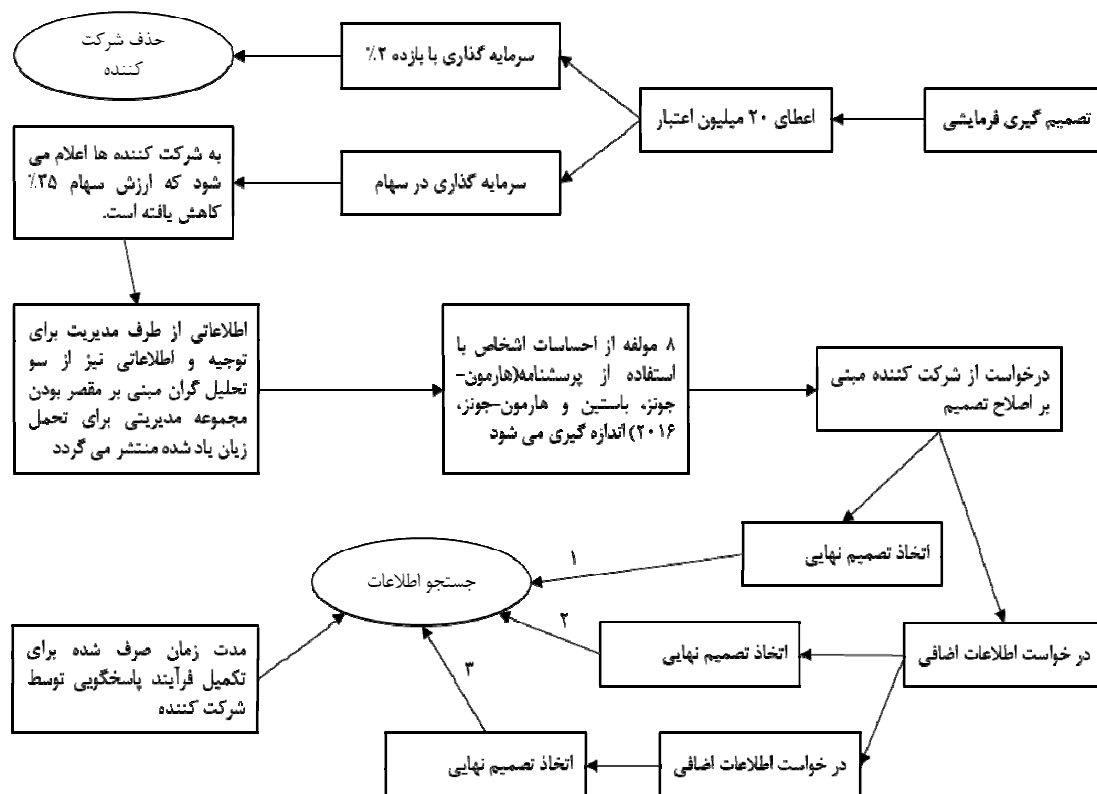 تصمیم گیری فرمایشی
اعطای ۲۰ میلیون اعتبار
سرمایه گذاری با بازده ۲٪
حذف شرکت
کننده
سرمایه گذاری در سهام
به شرکت کننده ها اعلام می
شود که ارزش سهام ۳۵٪
کاهش یافته است.
اطلاعاتی از طرف مدیریت برای
توجیه و اطلاعاتی نیز از سو
تحلیل گران مبنی بر مقصر بودن
مجموعه مدیریتی برای تحمل
زیان یاد شده منتشر می گردد
۸ مولفه از احساسات اشخاص با
استفاده از پرسشنامه(هارمون-
جونز، باستین و هارمون-جونز،
۲۰۱۶) اندازه گیری می شود
درخواست از شرکت کننده مبنی
بر اصلاح تصمیم
اتخاذ تصمیم نهایی
۱
جستجو اطلاعات
در خواست اطلاعات اضافی
اتخاذ تصمیم نهایی
۲
در خواست اطلاعات اضافی
اتخاذ تصمیم نهایی
۳
مدت زمان صرف شده برای
تکمیل فرآیند پاسخگویی توسط
شرکت کننده